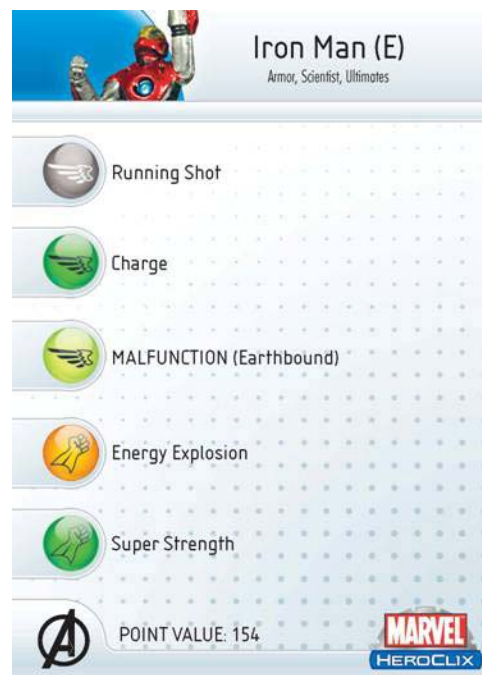 Iron Man (E)
Armor, Scientist, Ultimates
Running Shot
Charge
MALFUNCTION (Earthbound)
Energy Explosion
Super Strength
POINT VALUE: 154
MARVEL
HEROCLIX